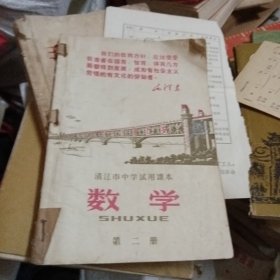 我们的教育方针,应该使受
教育者在德育、智育、体育几方
面都得到发展,成为有社会主义
觉悟的有文化的劳动者。
毛泽东
浙江省中学试用课本
数学
SHUXUE
第二册